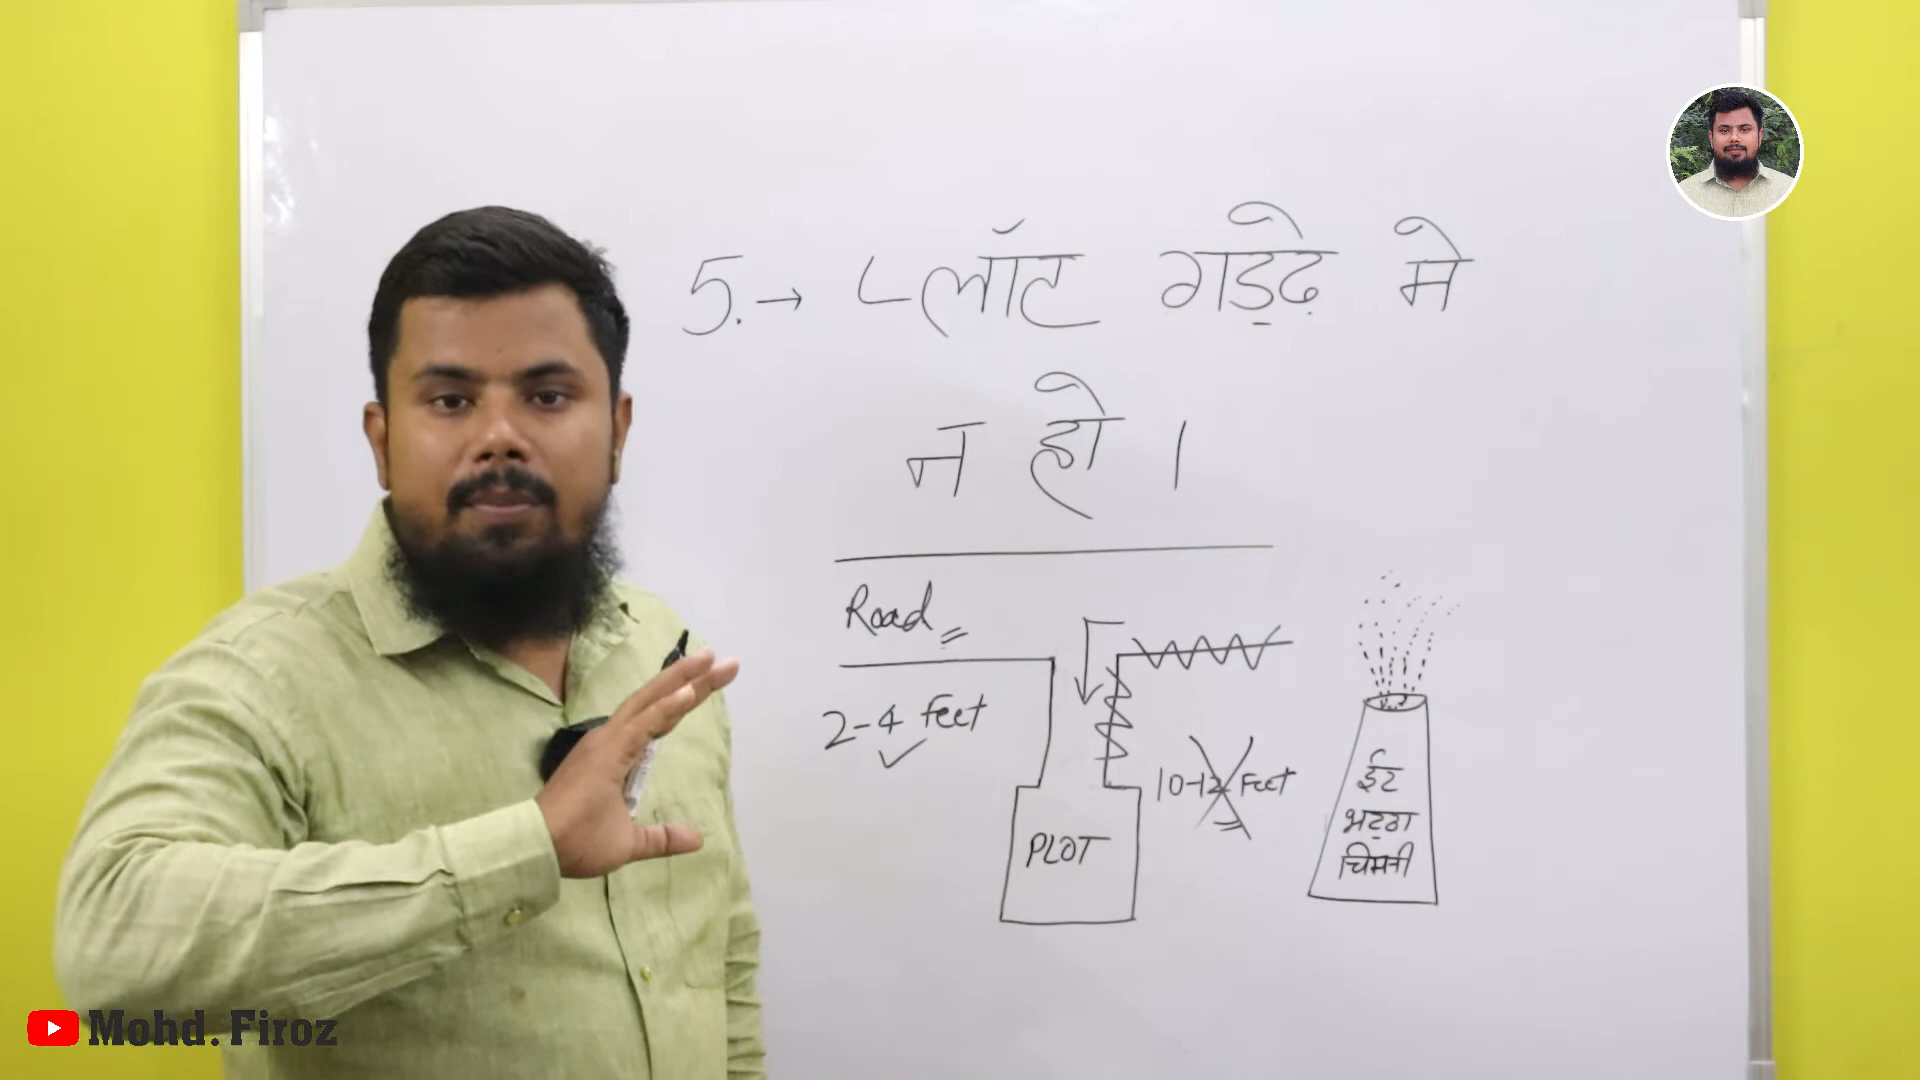 5.→ प्लॉट गड्ढे मे
न हो ।
Road
2-4 Feet
10-12 Feet
PLOT
ईट
भट्ठा
चिमनी
Mohd. Firoz